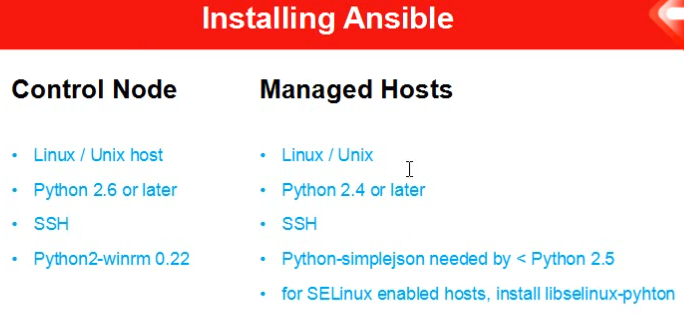 Installing Ansible
Control Node
• Linux / Unix host
• Python 2.6 or later
• SSH
• Python2-winrm 0.22
Managed Hosts
• Linux / Unix
• Python 2.4 or later
• SSH
• Python-simplejson needed by < Python 2.5
• for SELinux enabled hosts, install libselinux-pyhton